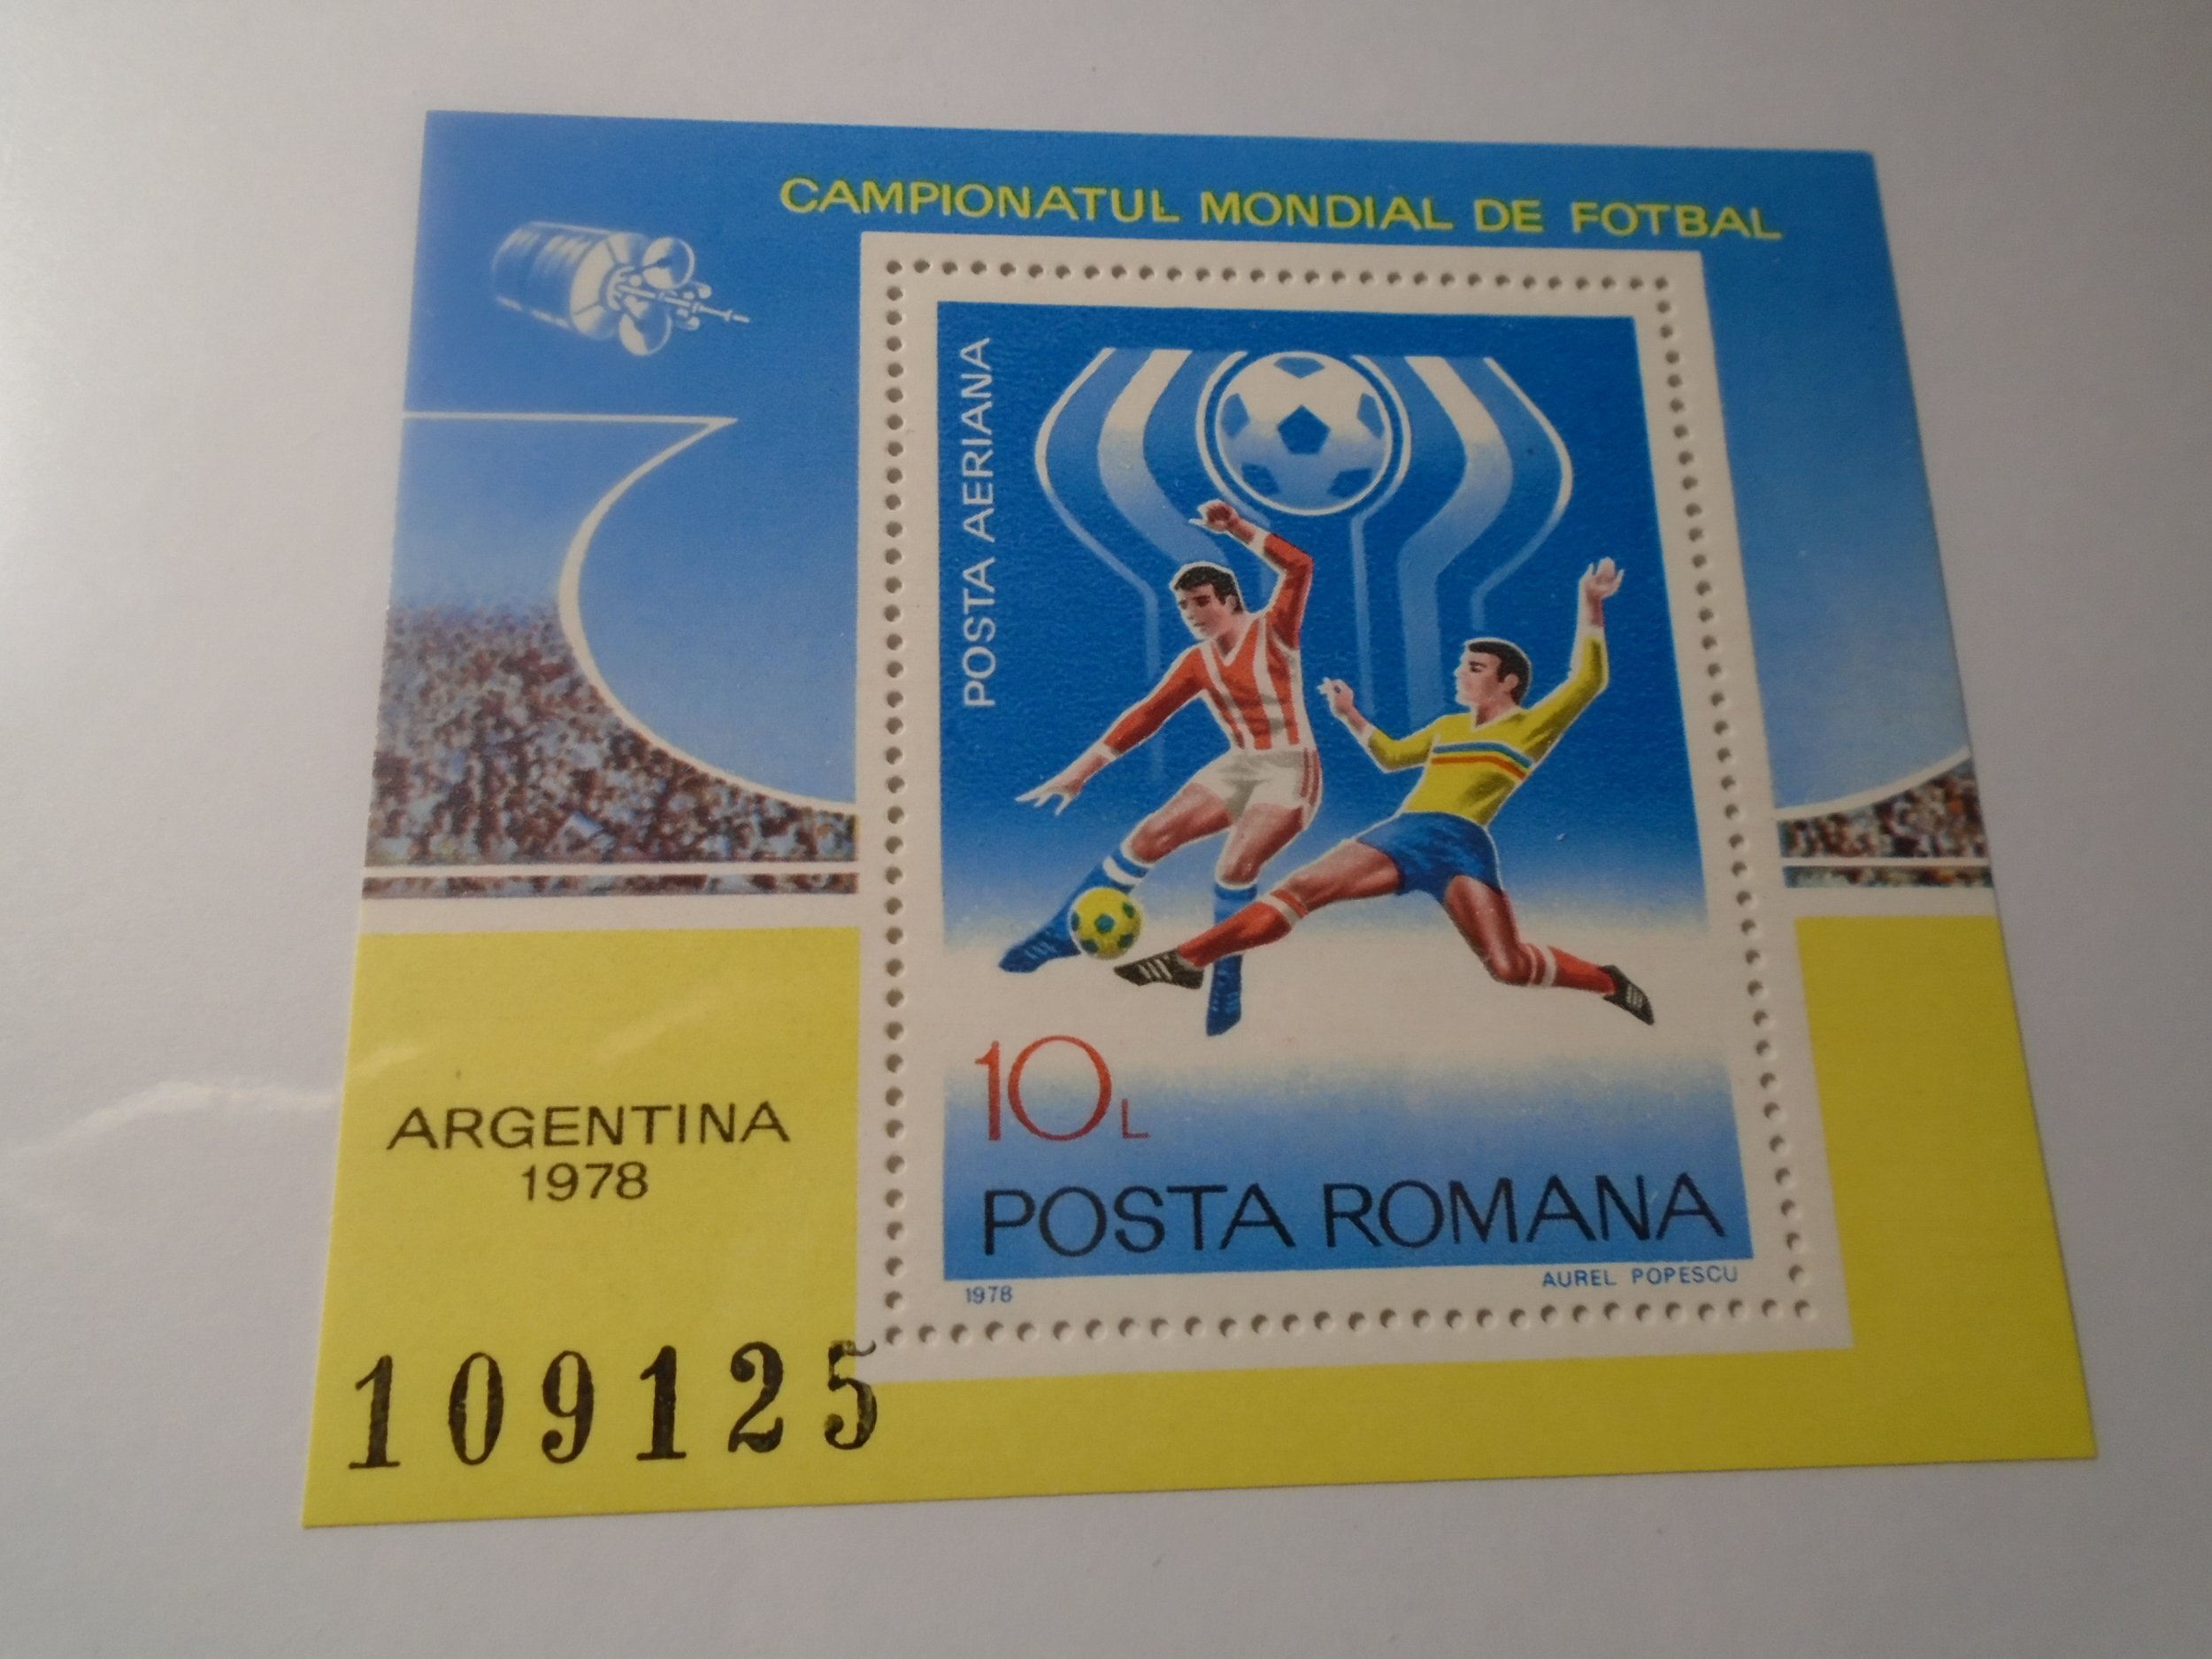 CAMPIONATUL MONDIAL DE FOTBAL
POSTA AERIANA
10L
POSTA ROMANA
1978
AUREL POPESCU
ARGENTINA
1978
109125